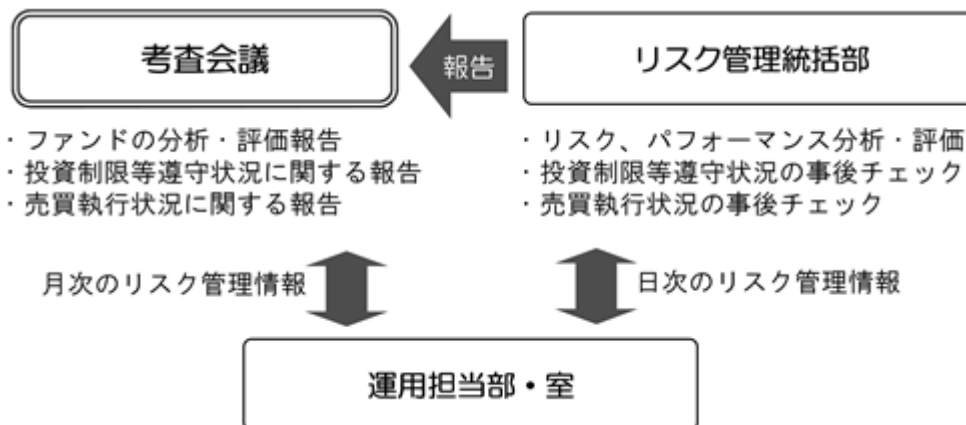 考査会議
報告
リスク管理統括部
・ファンドの分析・評価報告
・投資制限等遵守状況に関する報告
・売買執行状況に関する報告
・リスク、パフォーマンス分析・評価
・投資制限等遵守状況の事後チェック
・売買執行状況の事後チェック
月次のリスク管理情報
日次のリスク管理情報
運用担当部・室